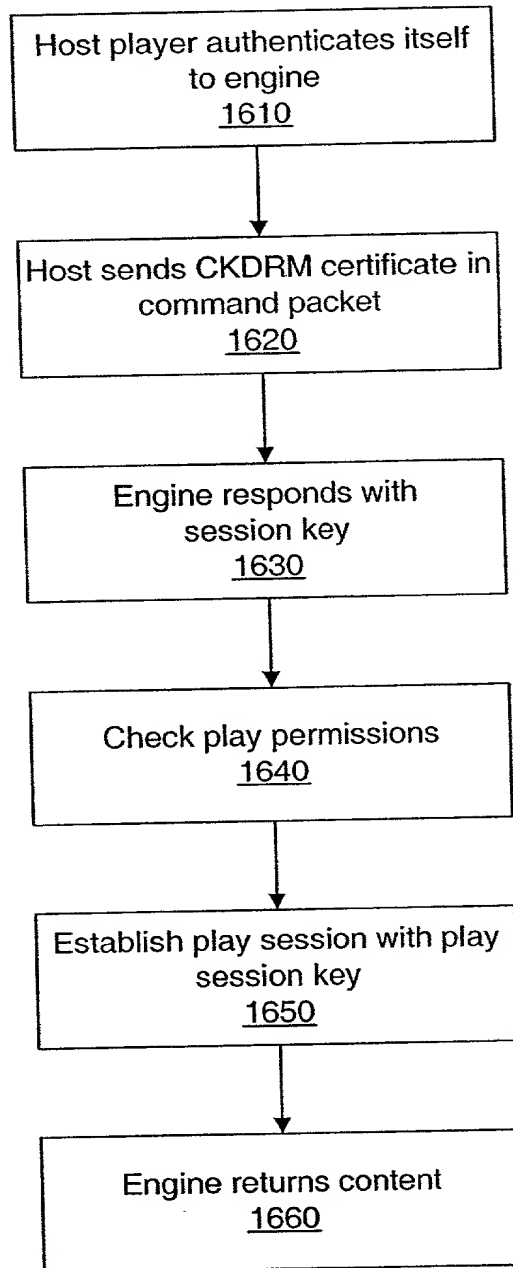 Host player authenticates itself
to engine
1610
Host sends CKDRM certificate in
command packet
1620
Engine responds with
session key
1630
Check play permissions
1640
Establish play session with play
session key
1650
Engine returns content
1660